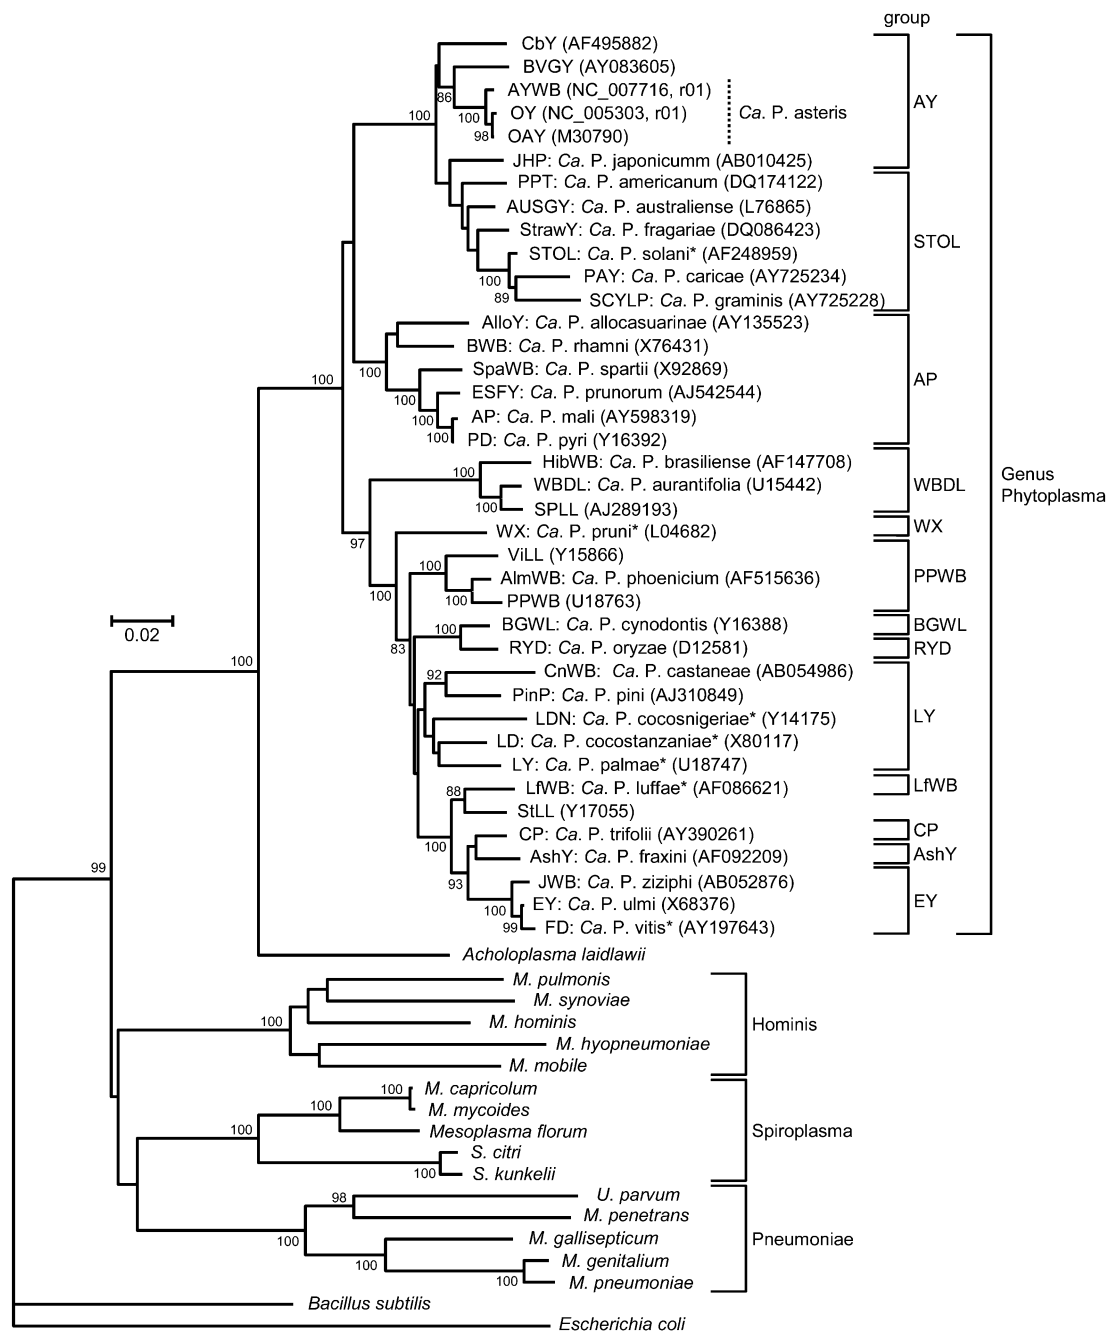 group
CbY (AF495882)
BVGY (AY083605)
86
AYWB (NC_007716, r01)
AY
100
100
OY (NC_005303, r01)
Ca. P. asteris
98
OAY (M30790)
JHP: Ca. P. japonicumm (AB010425)
PPT: Ca. P. americanum (DQ174122)
AUSGY: Ca. P. australiense (L76865)
StrawY: Ca. P. fragariae (DQ086423)
STOL
STOL: Ca. P. solani* (AF248959)
100
PAY: Ca. P. caricae (AY725234)
89
SCYLP: Ca. P. graminis (AY725228)
AlloY: Ca. P. allocasuarinae (AY135523)
BWB: Ca. P. rhamni (X76431)
100
SpaWB: Ca. P. spartii (X92869)
100
AP
ESFY: Ca. P. prunorum (AJ542544)
100
AP: Ca. P. mali (AY598319)
100
100
PD: Ca. P. pyri (Y16392)
HibWB: Ca. P. brasiliense (AF147708)
100
WBDL: Ca. P. aurantifolia (U15442)
WBDL
Genus
Phytoplasma
100
SPLL (AJ289193)
WX: Ca. P. pruni* (L04682)
WX
97
ViLL (Y15866)
100
AlmWB: Ca. P. phoenicium (AF515636)
PPWB
100
100
PPWB (U18763)
0.02
BGWL: Ca. P. cynodontis (Y16388)
BGWL
100
83
RYD: Ca. P. oryzae (D12581)
RYD
100
CnWB: Ca. P. castaneae (AB054986)
92
PinP: Ca. P. pini (AJ310849)
LDN: Ca. P. cocosnigeriae* (Y14175)
LY
LD: Ca. P. cocostanzaniae* (X80117)
LY: Ca. P. palmae* (U18747)
LfWB: Ca. P. luffae* (AF086621)
LfWB
88
StLL (Y17055)
CP: Ca. P. trifolii (AY390261)
CP
100
AshY: Ca. P. fraxini (AF092209)
AshY
99
93
JWB: Ca. P. ziziphi (AB052876)
EY: Ca. P. ulmi (X68376)
EY
100
99
FD: Ca. P. vitis* (AY197643)
Acholoplasma laidlawii
M. pulmonis
M. synoviae
100
M. hominis
Hominis
M. hyopneumoniae
M. mobile
100
M. capricolum
100
M. mycoides
100
Mesoplasma florum
Spiroplasma
S. citri
100
S. kunkelii
98
U. parvum
M. penetrans
100
M. gallisepticum
Pneumoniae
100
M. genitalium
100
M. pneumoniae
Bacillus subtilis
Escherichia coli